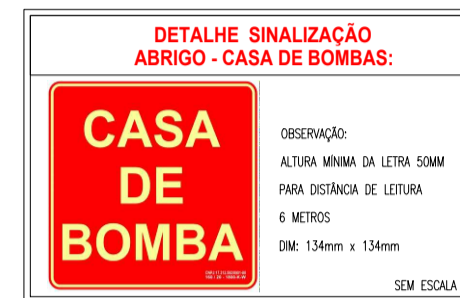 DETALHE SINALIZAÇÃO
ABRIGO - CASA DE BOMBAS:
CASA
DE
BOMBA
OBSERVAÇÃO:
ALTURA MÍNIMA DA LETRA 50MM
PARA DISTÂNCIA DE LEITURA
6 METROS
DIM: 134mm x 134mm
SEM ESCALA